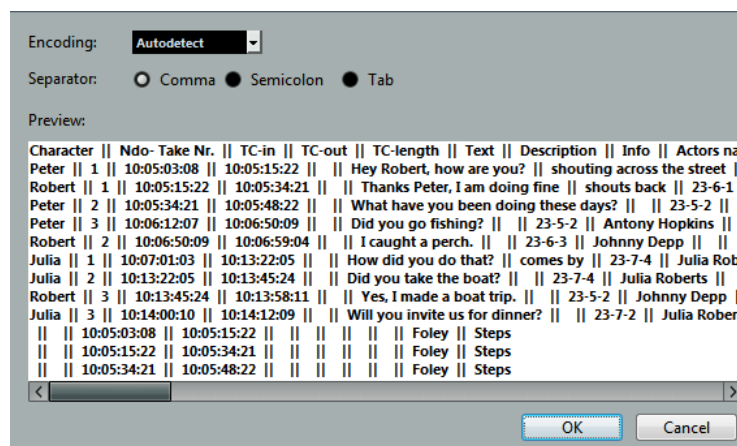 Encoding: Autodetect
Separator: Comma Semicolon Tab
Preview:
Character || Ndo- Take Nr. || TC-in || TC-out || TC-length || Text || Description || Info || Actors na
Peter || 1 || 10:05:03:08 || 10:05:15:22 || || Hey Robert, how are you? || shouting across the street |
Robert || 1 || 10:05:15:22 || 10:05:34:21 || || Thanks Peter, I am doing fine || shouts back || 23-6-1
Peter || 2 || 10:05:34:21 || 10:05:48:22 || || What have you been doing these days? || || 23-5-2 ||
Peter || 3 || 10:06:12:07 || 10:06:50:09 || || Did you go fishing? || || 23-5-2 || Antony Hopkins ||
Robert || 2 || 10:06:50:09 || 10:06:59:04 || || I caught a perch. || || 23-6-3 || Johnny Depp || ||
Julia || 1 || 10:07:01:03 || 10:13:22:05 || || How did you do that? || comes by || 23-7-4 || Julia Rob
Julia || 2 || 10:13:22:05 || 10:13:45:24 || || Did you take the boat? || || 23-7-4 || Julia Roberts ||
Robert || 3 || 10:13:45:24 || 10:13:58:11 || || Yes, I made a boat trip. || || 23-5-2 || Johnny Depp |
Julia || 3 || 10:14:00:10 || 10:14:12:09 || || Will you invite us for dinner? || || 23-7-2 || Julia Rober
|| || 10:05:03:08 || 10:05:15:22 || || || || || || Foley || Steps
|| || 10:05:15:22 || 10:05:34:21 || || || || || || Foley || Steps
|| || 10:05:34:21 || 10:05:48:22 || || || || || || Foley || Steps
OK Cancel